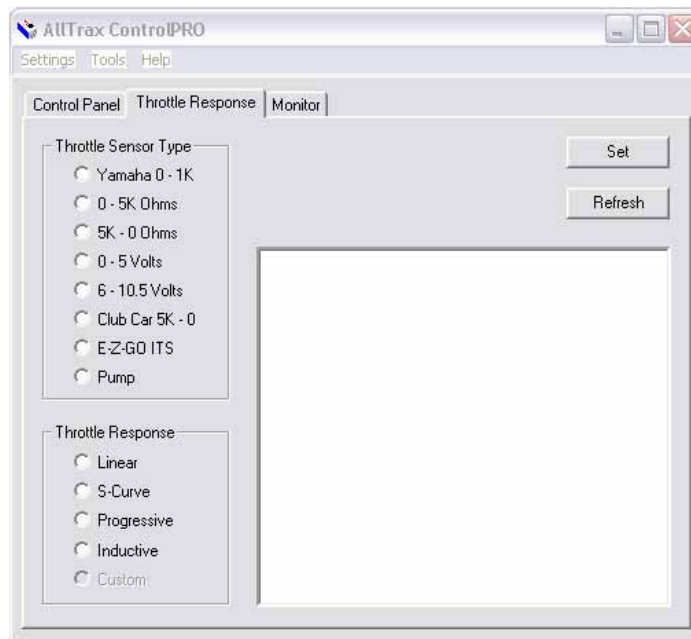 AllTrax ControlPRO
Settings Tools Help
Control Panel Throttle Response Monitor
Throttle Sensor Type
Yamaha 0 - 1K
0 - 5K Ohms
5K - 0 Ohms
0 - 5 Volts
6 - 10.5 Volts
Club Car 5K - 0
E-Z-GO ITS
Pump
Throttle Response
Linear
S-Curve
Progressive
Inductive
Custom
Set
Refresh